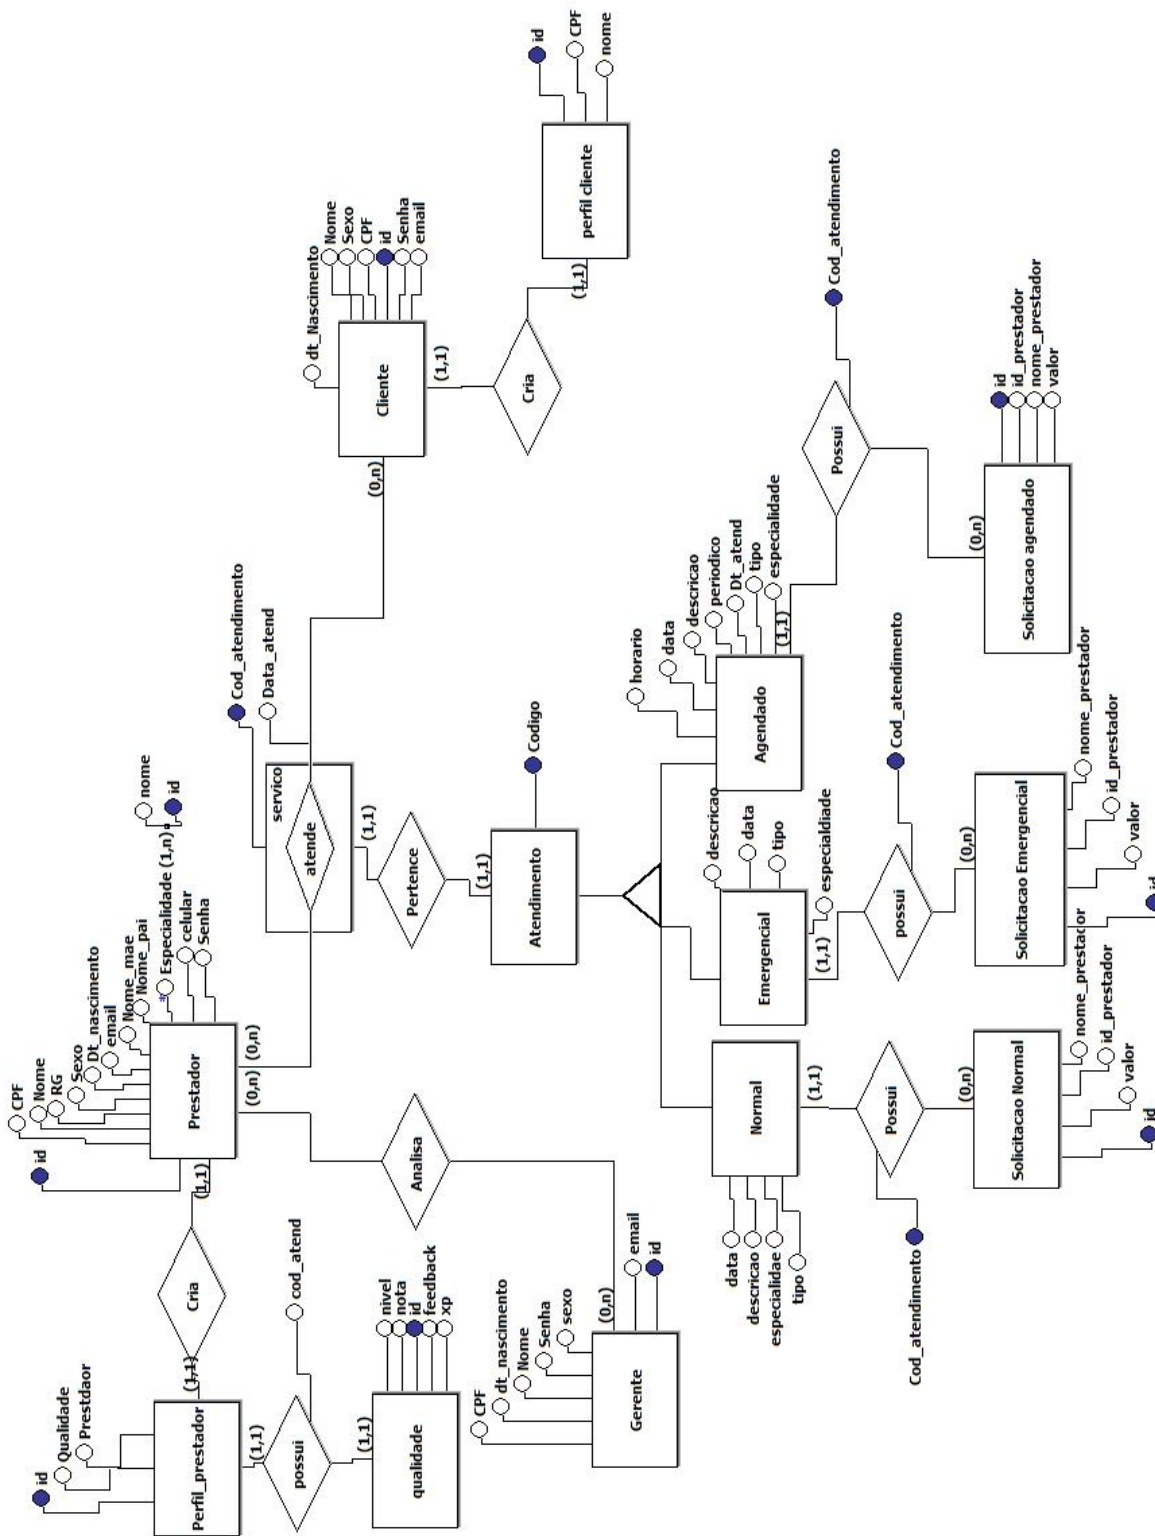 id
Qualidade
Prestdaor
Perfil_prestador
(1,1)
(1,1)
possui
cod_atend
(1,1)
qualidade
nivel
nota
id
feedback
xp
Cria
(1,1)
id
CPF
Nome
RG
Sexo
Dt_nascimento
email
Nome_mae
Nome_pai
* Especialidade (1,n)
celular
Senha
nome
id
Prestador
(0,n)
(0,n)
Analisa
(0,n)
CPF
dt_nascimento
Nome
Senha
sexo
email
id
Gerente
servico
atende
Cod_atendimento
Data_atend
(1,1)
Pertence
(1,1)
Atendimento
Codigo
(0,n)
Cliente
dt_Nascimento
Nome
Sexo
CPF
id
Senha
email
(1,1)
Cria
(1,1)
perfil cliente
id
CPF
nome
Normal
data
descricao
especialidae
tipo
(1,1)
Possui
Cod_atendimento
(0,n)
Solicitacao Normal
nome_prestador
id_prestador
valor
id
Emergencial
descricao
data
tipo
especialdiade
(1,1)
possui
Cod_atendimento
(0,n)
Solicitacao Emergencial
nome_prestador
id_prestador
valor
id
Agendado
horario
data
descricao
periodico
Dt_atend
tipo
especialidade
(1,1)
Possui
Cod_atendimento
(0,n)
Solicitacao agendado
id
id_prestador
nome_prestador
valor